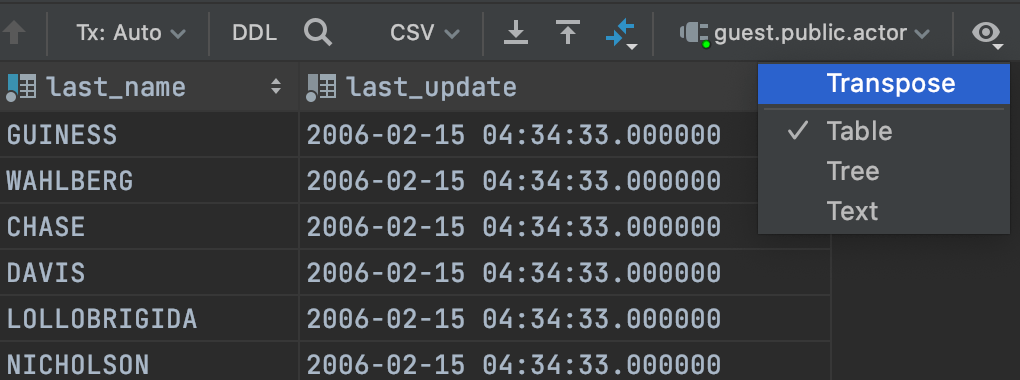 Tx: Auto DDL CSV guest.public.actor
last_name last_update
Transpose
Table
Tree
Text
GUINESS 2006-02-15 04:34:33.000000
WAHLBERG 2006-02-15 04:34:33.000000
CHASE 2006-02-15 04:34:33.000000
DAVIS 2006-02-15 04:34:33.000000
LOLLOBRIGIDA 2006-02-15 04:34:33.000000
NICHOLSON 2006-02-15 04:34:33.000000